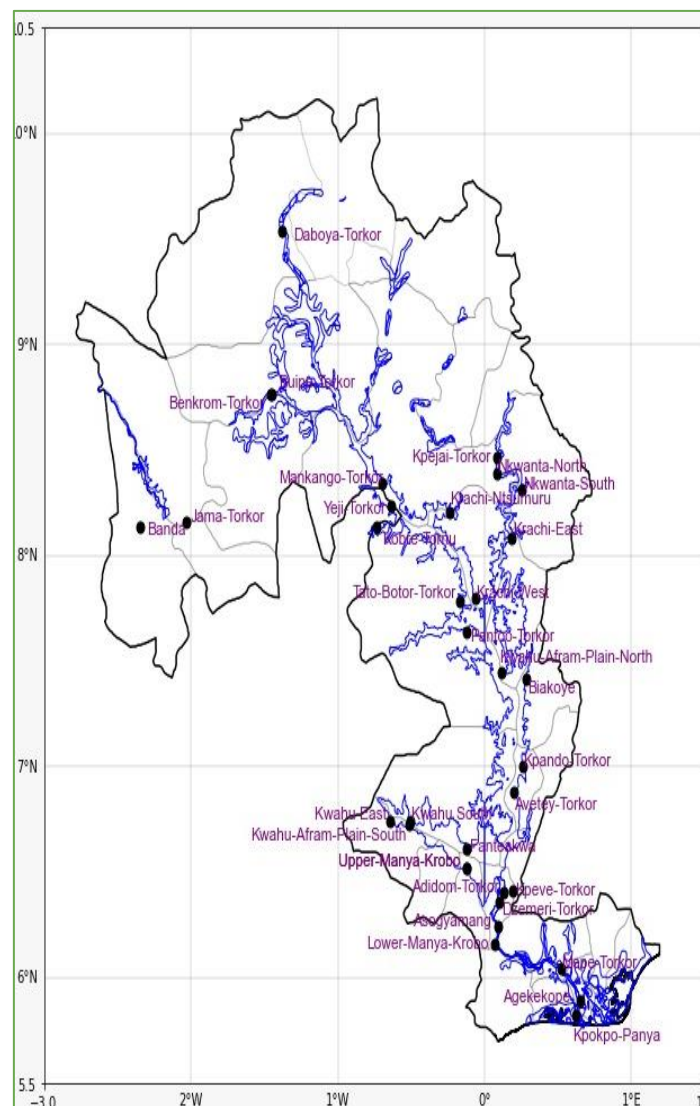 10.5
10°N
Daboya-Torkor
9°N
Buipe-Torkor
Benkrom-Torkor
Kpejai-Torkor
Nkwanta-North
Mankango-Torkor
Nkwanta-South
Krachi-Ntsumuru
Yeji-Torkor
Jama-Torkor
Banda
Krachi-East
8°N
Kobre-Tornu
Tato-Botor-Torkor
Krachi-West
Pantoo-Torkor
Kwahu-Afram-Plain-North
Biakoye
7°N
Kpando-Torkor
Avetey-Torkor
Kwahu-East
Kwahu South
Kwahu-Afram-Plain-South
Upper-Manya-Krobo
Adidom-Torkor
Kpeve-Torkor
Dzemeri-Torkor
Asogyamang
Lower-Manya-Krobo
6°N
Mape-Torkor
Agekekope
Kpokpo-Panya
5.5
−3.0
2°W
1°W
0°
1°E